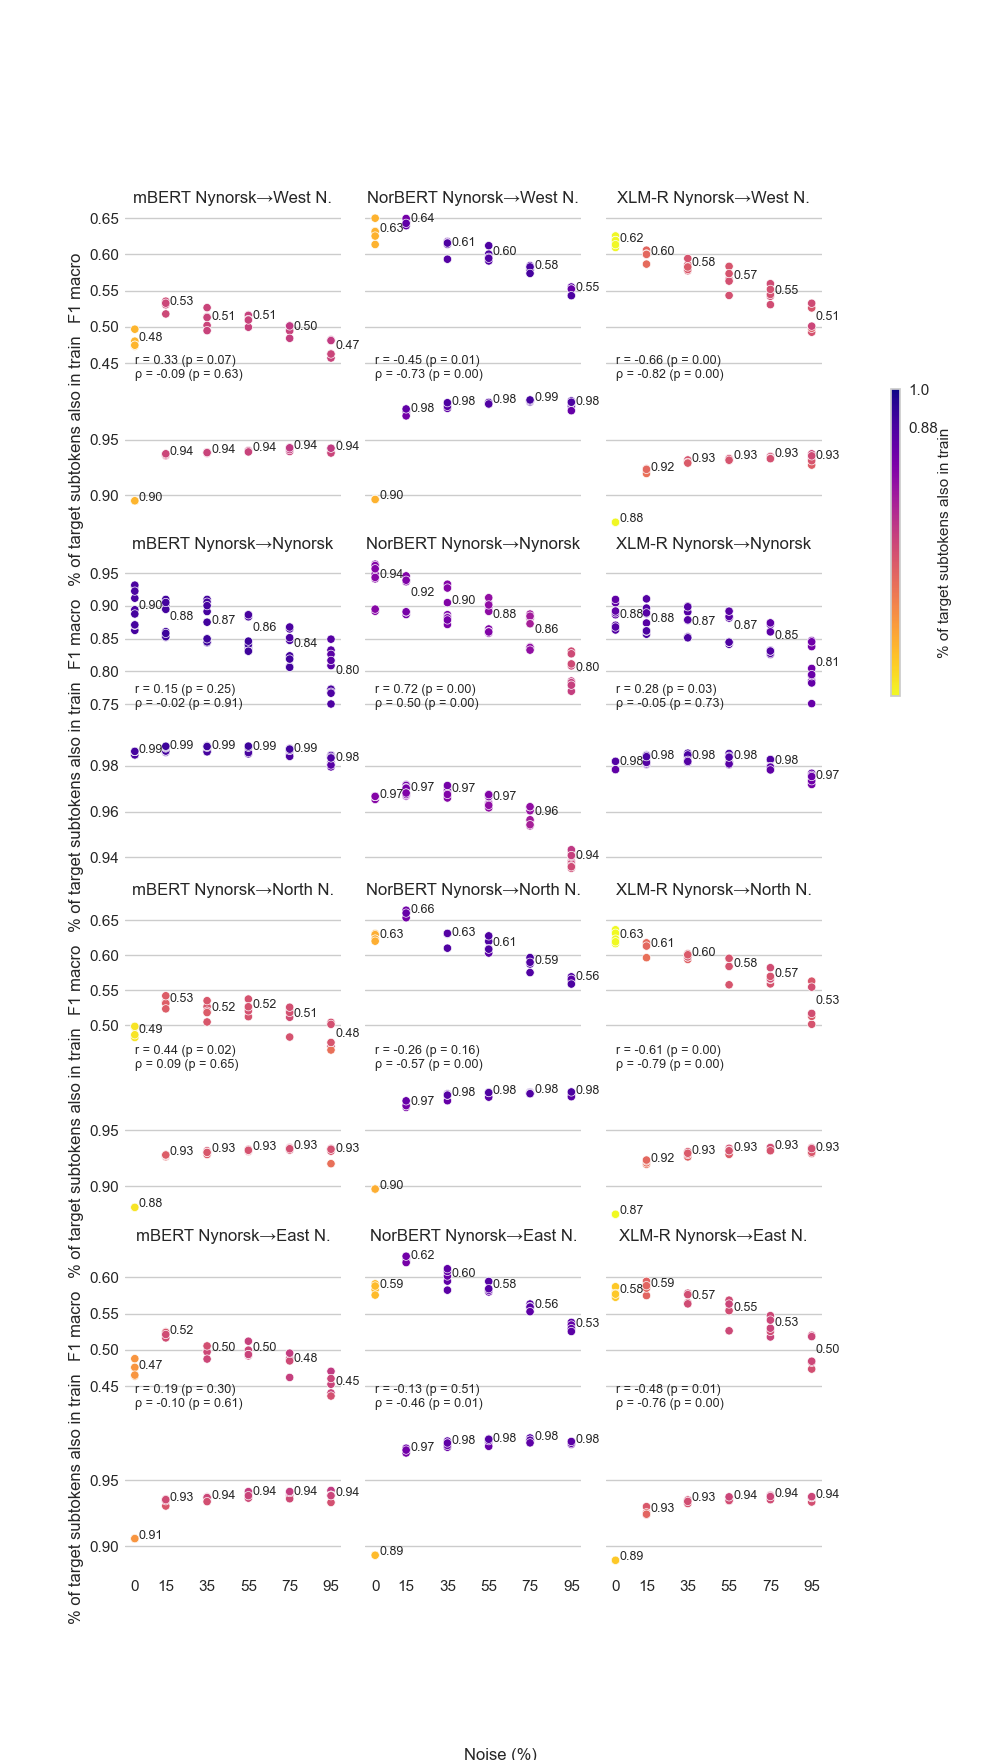 mBERT Nynorsk→West N. NorBERT Nynorsk→West N. XLM-R Nynorsk→West N.
F1 macro
0.65
0.60
0.55
0.50
0.45
0.48 0.53 0.51 0.51 0.50 0.47
r = 0.33 (p = 0.07)
ρ = -0.09 (p = 0.63)
0.63 0.64 0.61 0.60 0.58 0.55
r = -0.45 (p = 0.01)
ρ = -0.73 (p = 0.00)
0.62 0.60 0.58 0.57 0.55 0.51
r = -0.66 (p = 0.00)
ρ = -0.82 (p = 0.00)
% of target subtokens also in train
0.95
0.90
0.90 0.94 0.94 0.94 0.94 0.94
0.90 0.98 0.98 0.98 0.99 0.98
0.88 0.92 0.93 0.93 0.93 0.93
mBERT Nynorsk→Nynorsk NorBERT Nynorsk→Nynorsk XLM-R Nynorsk→Nynorsk
F1 macro
0.95
0.90
0.85
0.80
0.75
0.90 0.88 0.87 0.86 0.84 0.80
r = 0.15 (p = 0.25)
ρ = -0.02 (p = 0.91)
0.94 0.92 0.90 0.88 0.86 0.80
r = 0.72 (p = 0.00)
ρ = 0.50 (p = 0.00)
0.88 0.88 0.87 0.87 0.85 0.81
r = 0.28 (p = 0.03)
ρ = -0.05 (p = 0.73)
% of target subtokens also in train
0.98
0.96
0.94
0.99 0.99 0.99 0.99 0.99 0.98
0.97 0.97 0.97 0.97 0.96 0.94
0.98 0.98 0.98 0.98 0.98 0.97
mBERT Nynorsk→North N. NorBERT Nynorsk→North N. XLM-R Nynorsk→North N.
F1 macro
0.65
0.60
0.55
0.50
0.49 0.53 0.52 0.52 0.51 0.48
r = 0.44 (p = 0.02)
ρ = 0.09 (p = 0.65)
0.63 0.66 0.63 0.61 0.59 0.56
r = -0.26 (p = 0.16)
ρ = -0.57 (p = 0.00)
0.63 0.61 0.60 0.58 0.57 0.53
r = -0.61 (p = 0.00)
ρ = -0.79 (p = 0.00)
% of target subtokens also in train
0.95
0.90
0.88 0.93 0.93 0.93 0.93 0.93
0.90 0.97 0.98 0.98 0.98 0.98
0.87 0.92 0.93 0.93 0.93 0.93
mBERT Nynorsk→East N. NorBERT Nynorsk→East N. XLM-R Nynorsk→East N.
F1 macro
0.60
0.55
0.50
0.45
0.47 0.52 0.50 0.50 0.48 0.45
r = 0.19 (p = 0.30)
ρ = -0.10 (p = 0.61)
0.59 0.62 0.60 0.58 0.56 0.53
r = -0.13 (p = 0.51)
ρ = -0.46 (p = 0.01)
0.58 0.59 0.57 0.55 0.53 0.50
r = -0.48 (p = 0.01)
ρ = -0.76 (p = 0.00)
% of target subtokens also in train
0.95
0.90
0.91 0.93 0.94 0.94 0.94 0.94
0.89 0.97 0.98 0.98 0.98 0.98
0.89 0.93 0.93 0.94 0.94 0.94
0 15 35 55 75 95 0 15 35 55 75 95 0 15 35 55 75 95
Noise (%)
1.0
0.88
% of target subtokens also in train